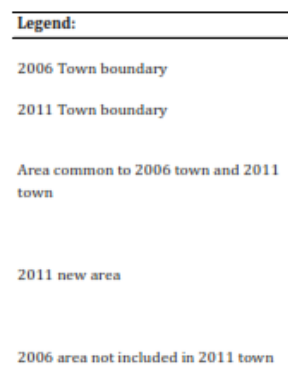 Legend:
2006 Town boundary
2011 Town boundary
Area common to 2006 town and 2011
town
2011 new area
2006 area not included in 2011 town